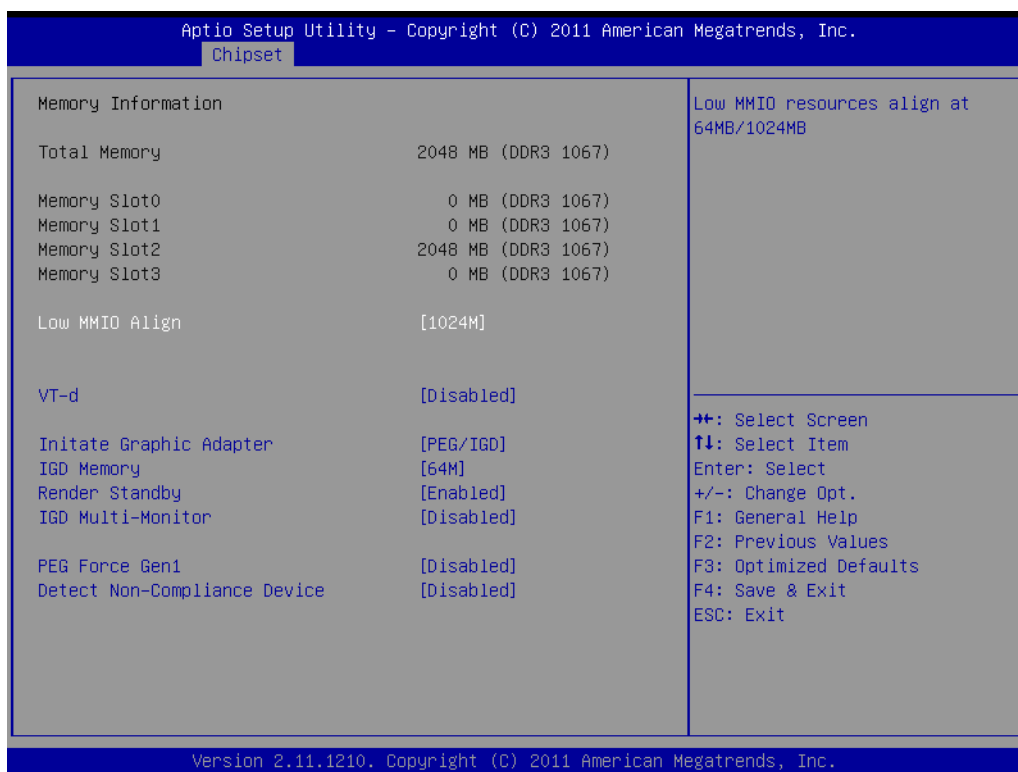 Aptio Setup Utility - Copyright (C) 2011 American Megatrends, Inc.
Chipset
Memory Information
Total Memory 2048 MB (DDR3 1067)
Memory Slot0 0 MB (DDR3 1067)
Memory Slot1 0 MB (DDR3 1067)
Memory Slot2 2048 MB (DDR3 1067)
Memory Slot3 0 MB (DDR3 1067)
Low MMIO Align [1024M]
VT-d [Disabled]
Initate Graphic Adapter [PEG/IGD]
IGD Memory [64M]
Render Standby [Enabled]
IGD Multi-Monitor [Disabled]
PEG Force Gen1 [Disabled]
Detect Non-Compliance Device [Disabled]
Low MMIO resources align at
64MB/1024MB
→←: Select Screen
↑↓: Select Item
Enter: Select
+/-: Change Opt.
F1: General Help
F2: Previous Values
F3: Optimized Defaults
F4: Save & Exit
ESC: Exit
Version 2.11.1210. Copyright (C) 2011 American Megatrends, Inc.